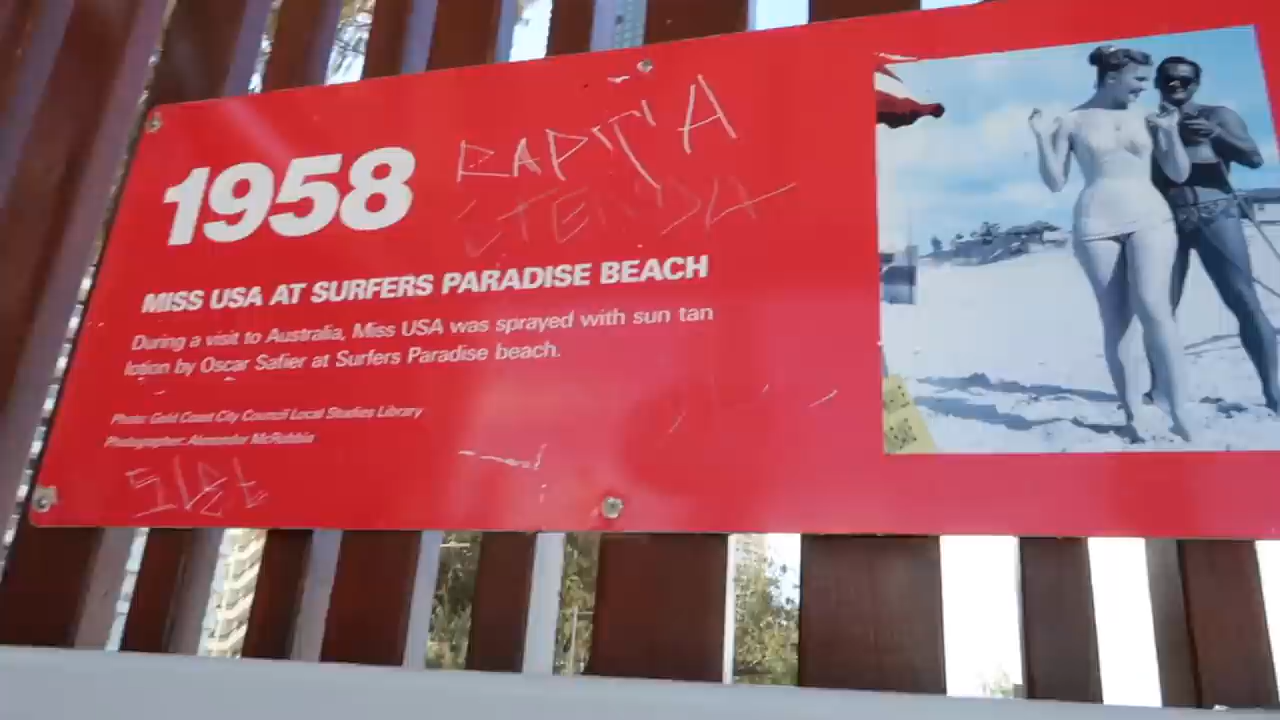 1958
MISS USA AT SURFERS PARADISE BEACH
During a visit to Australia, Miss USA was sprayed with sun tan
lotion by Oscar Safier at Surfers Paradise beach.
Photo: Gold Coast City Council Local Studies Library
Photographer: Alexander McRobbie